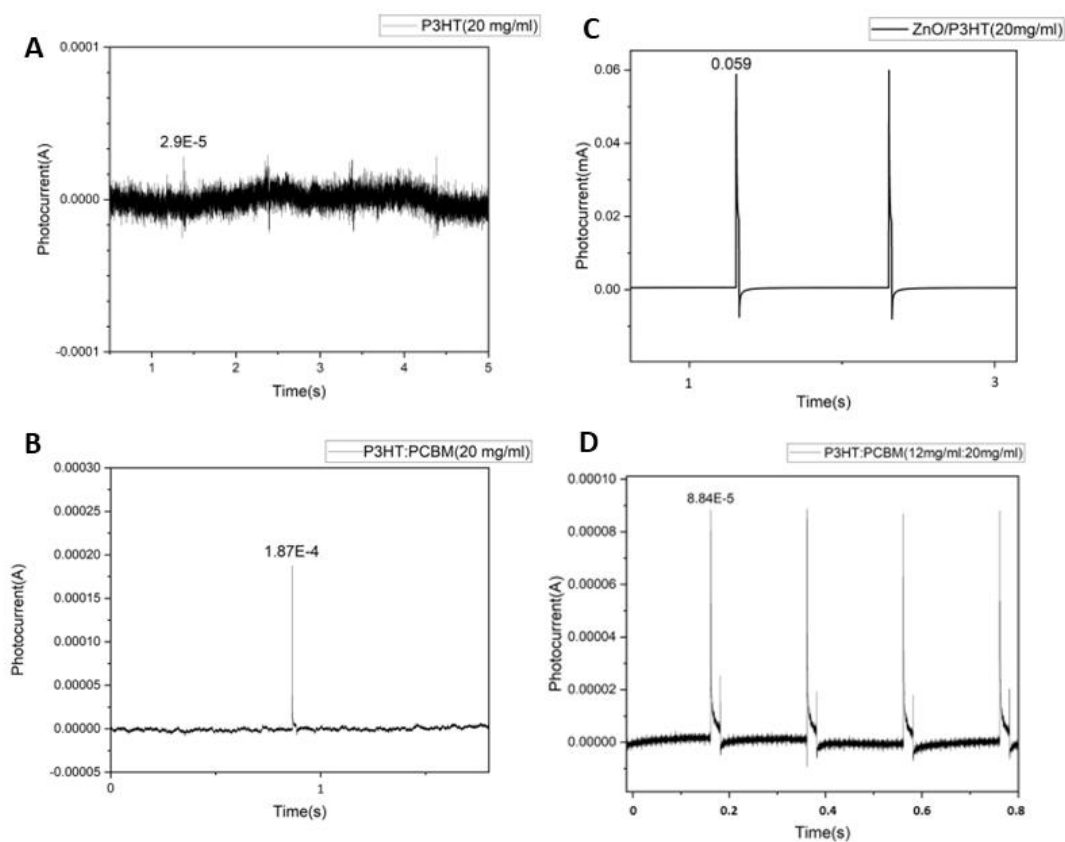 A
P3HT(20 mg/ml)
0.0001
0.0000
-0.0001
Photocurrent(A)
2.9E-5
1 2 3 4 5
Time(s)
C
ZnO/P3HT(20mg/ml)
0.06
0.04
0.02
0.00
Photocurrent(mA)
0.059
1 3
Time(s)
B
P3HT:PCBM(20 mg/ml)
0.00030
0.00025
0.00020
0.00015
0.00010
0.00005
0.00000
-0.00005
Photocurrent(A)
1.87E-4
0 1
Time(s)
D
P3HT:PCBM(12mg/ml:20mg/ml)
0.00010
0.00008
0.00006
0.00004
0.00002
0.00000
Photocurrent(A)
8.84E-5
0 0.2 0.4 0.6 0.8
Time(s)